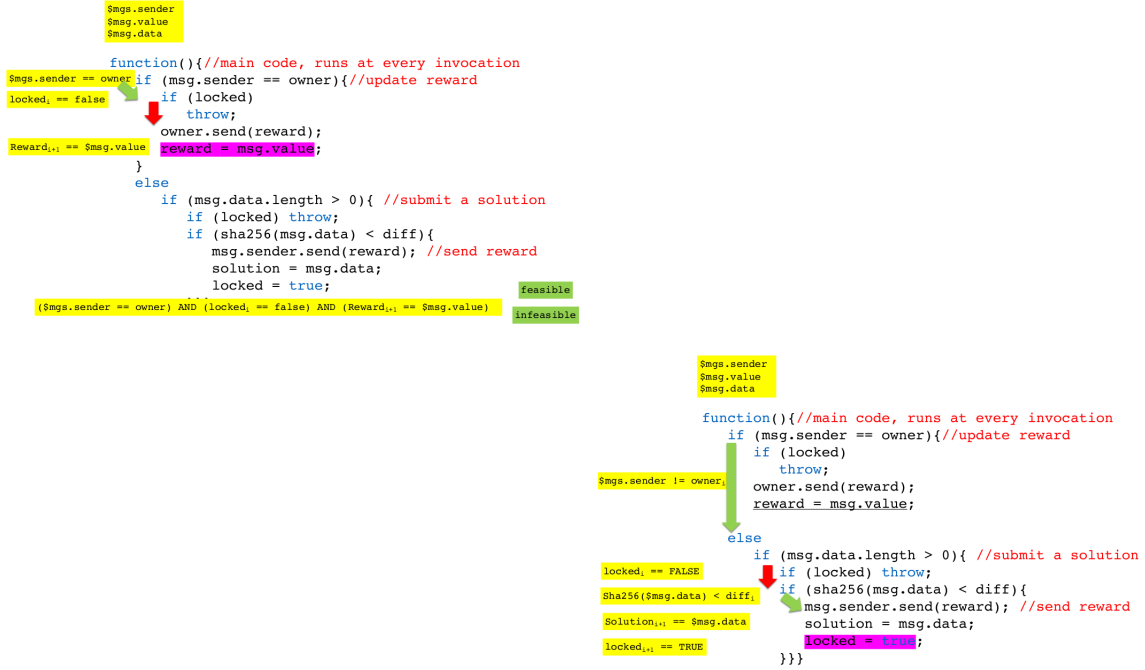 $mgs.sender
$msg.value
$msg.data
function(){//main code, runs at every invocation
$mgs.sender == owner
if (msg.sender == owner){//update reward
lockedi == false
if (locked)
throw;
owner.send(reward);
Rewardi+1 == $msg.value
reward = msg.value;
}
else
if (msg.data.length > 0){ //submit a solution
if (locked) throw;
if (sha256(msg.data) < diff){
msg.sender.send(reward); //send reward
solution = msg.data;
locked = true;
feasible
($mgs.sender == owner) AND (lockedi == false) AND (Rewardi+1 == $msg.value)
infeasible
$mgs.sender
$msg.value
$msg.data
function(){//main code, runs at every invocation
if (msg.sender == owner){//update reward
if (locked)
throw;
$mgs.sender != owneri
owner.send(reward);
reward = msg.value;
else
if (msg.data.length > 0){ //submit a solution
lockedi == FALSE
if (locked) throw;
Sha256($msg.data) < diffi
if (sha256(msg.data) < diff){
msg.sender.send(reward); //send reward
Solutioni+1 == $msg.data
solution = msg.data;
lockedi+1 == TRUE
locked = true;
}}}